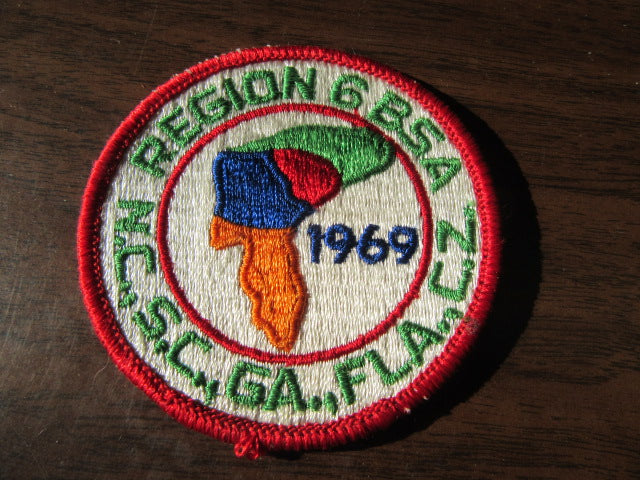 REGION 6 BSA
1969
N.C., S.C., GA., FLA., C.Z.